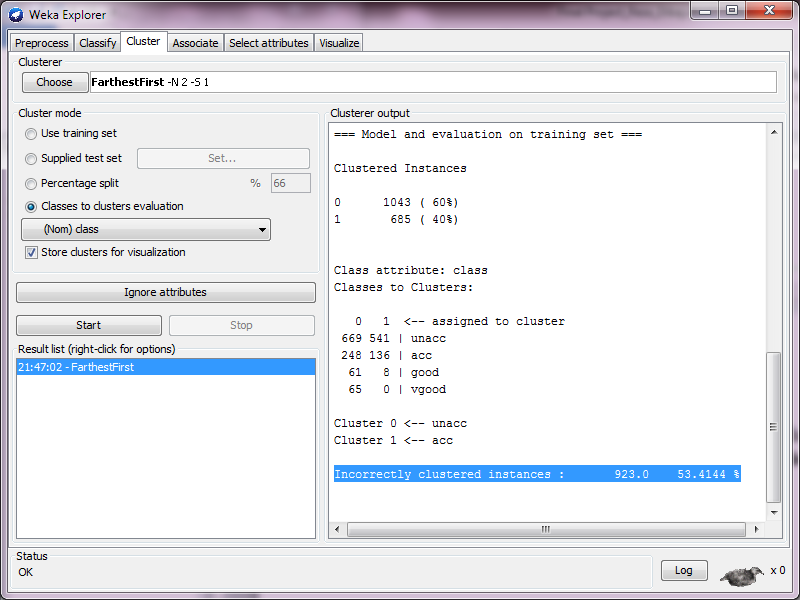 Weka Explorer
Preprocess Classify Cluster Associate Select attributes Visualize
Clusterer
Choose FarthestFirst -N 2 -S 1
Cluster mode
Use training set
Supplied test set Set...
Percentage split % 66
Classes to clusters evaluation
(Nom) class
Store clusters for visualization
Ignore attributes
Start Stop
Result list (right-click for options)
21:47:02 - FarthestFirst
Clusterer output
=== Model and evaluation on training set ===
Clustered Instances
0 1043 ( 60%)
1 685 ( 40%)
Class attribute: class
Classes to Clusters:
0 1 <-- assigned to cluster
669 541 | unacc
248 136 | acc
61 8 | good
65 0 | vgood
Cluster 0 <-- unacc
Cluster 1 <-- acc
Incorrectly clustered instances : 923.0 53.4144 %
Status
OK
Log x 0